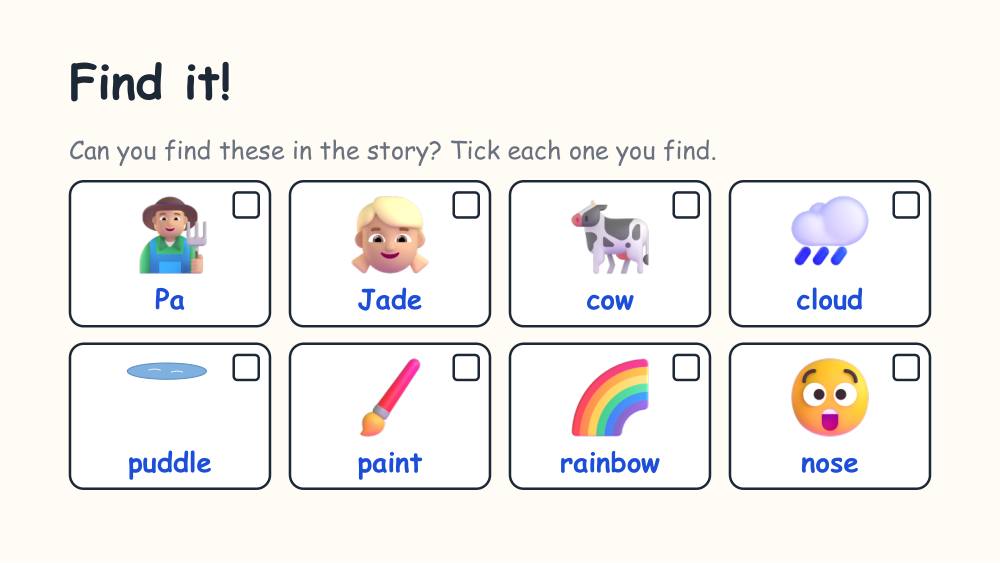 Find it!
Can you find these in the story? Tick each one you find.
Pa
Jade
cow
cloud
puddle
paint
rainbow
nose